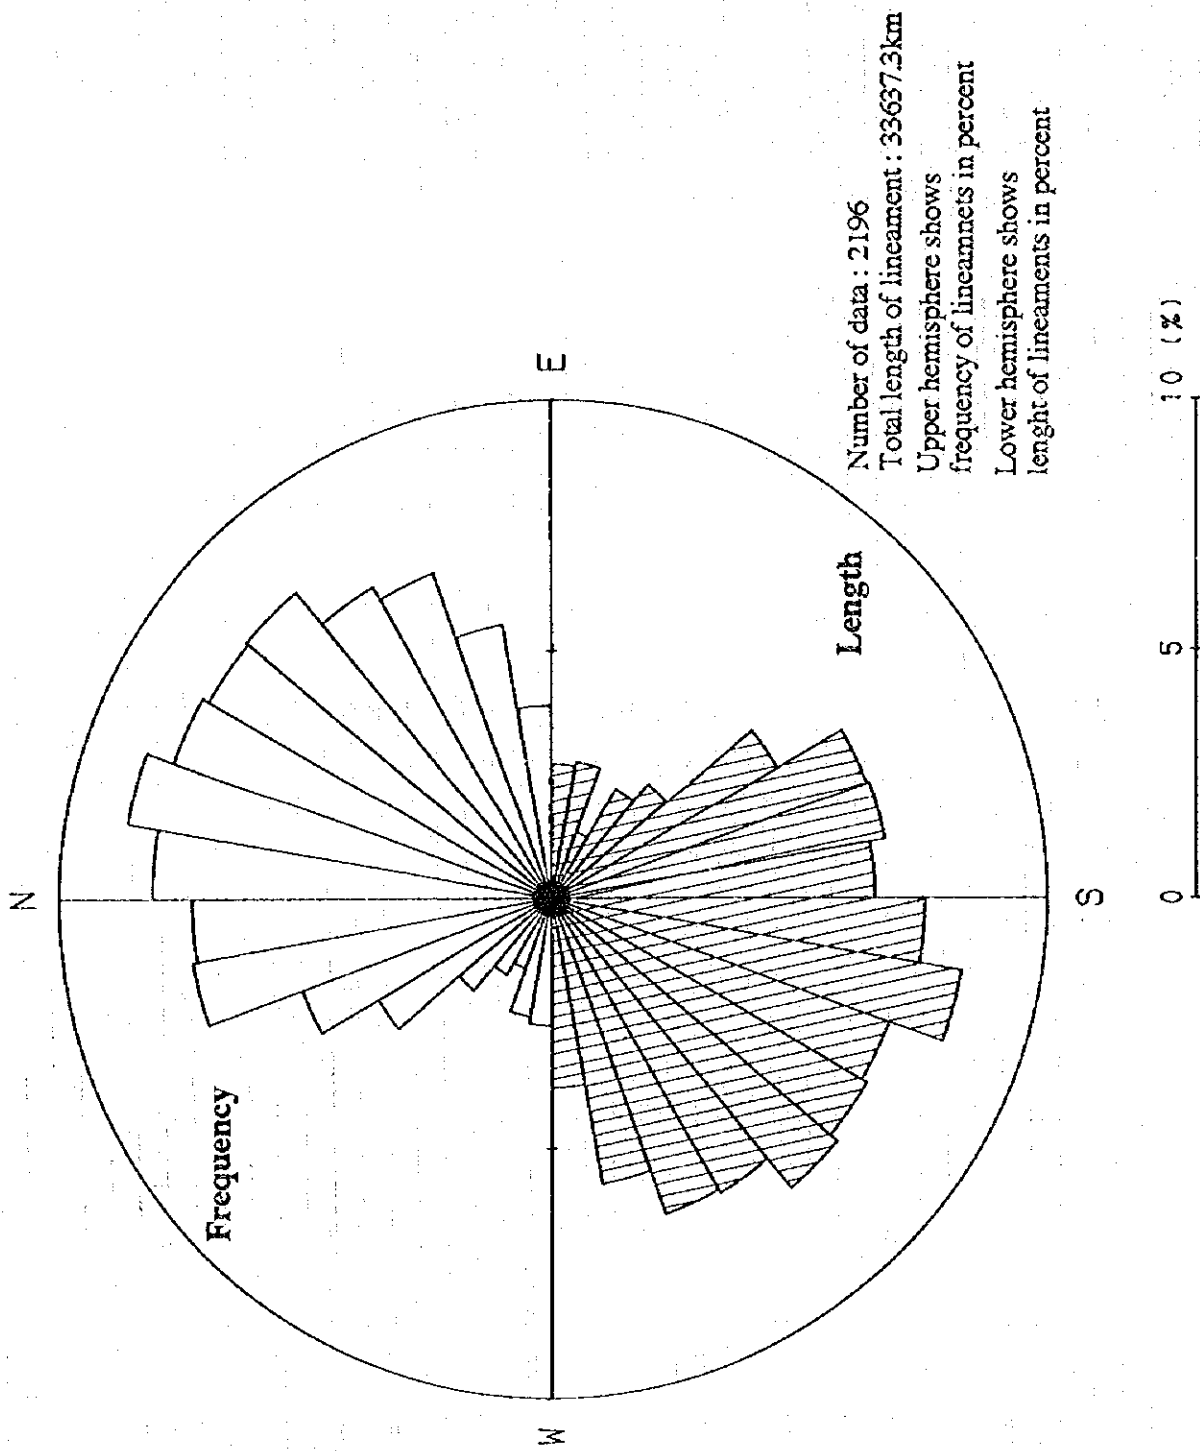 N
Frequency
W
E
Length
S
Number of data : 2196
Total length of lineament : 33637.3km
Upper hemisphere shows
frequency of lineamnets in percent
Lower hemisphere shows
lenght of lineaments in percent
0 5 10 (%)